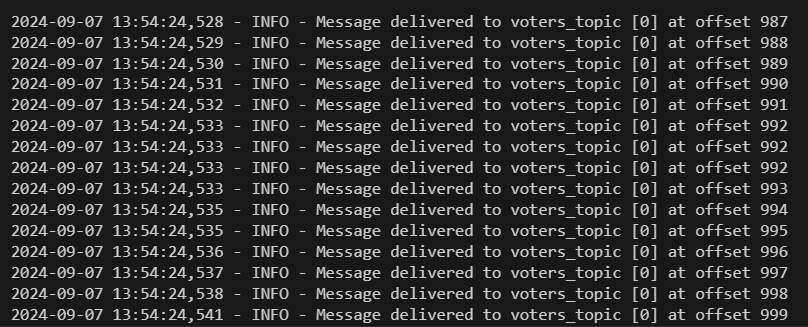 2024-09-07 13:54:24,528 - INFO - Message delivered to voters_topic [0] at offset 987
2024-09-07 13:54:24,529 - INFO - Message delivered to voters_topic [0] at offset 988
2024-09-07 13:54:24,530 - INFO - Message delivered to voters_topic [0] at offset 989
2024-09-07 13:54:24,531 - INFO - Message delivered to voters_topic [0] at offset 990
2024-09-07 13:54:24,532 - INFO - Message delivered to voters_topic [0] at offset 991
2024-09-07 13:54:24,533 - INFO - Message delivered to voters_topic [0] at offset 992
2024-09-07 13:54:24,533 - INFO - Message delivered to voters_topic [0] at offset 992
2024-09-07 13:54:24,533 - INFO - Message delivered to voters_topic [0] at offset 992
2024-09-07 13:54:24,533 - INFO - Message delivered to voters_topic [0] at offset 993
2024-09-07 13:54:24,535 - INFO - Message delivered to voters_topic [0] at offset 994
2024-09-07 13:54:24,535 - INFO - Message delivered to voters_topic [0] at offset 995
2024-09-07 13:54:24,536 - INFO - Message delivered to voters_topic [0] at offset 996
2024-09-07 13:54:24,537 - INFO - Message delivered to voters_topic [0] at offset 997
2024-09-07 13:54:24,538 - INFO - Message delivered to voters_topic [0] at offset 998
2024-09-07 13:54:24,541 - INFO - Message delivered to voters_topic [0] at offset 999